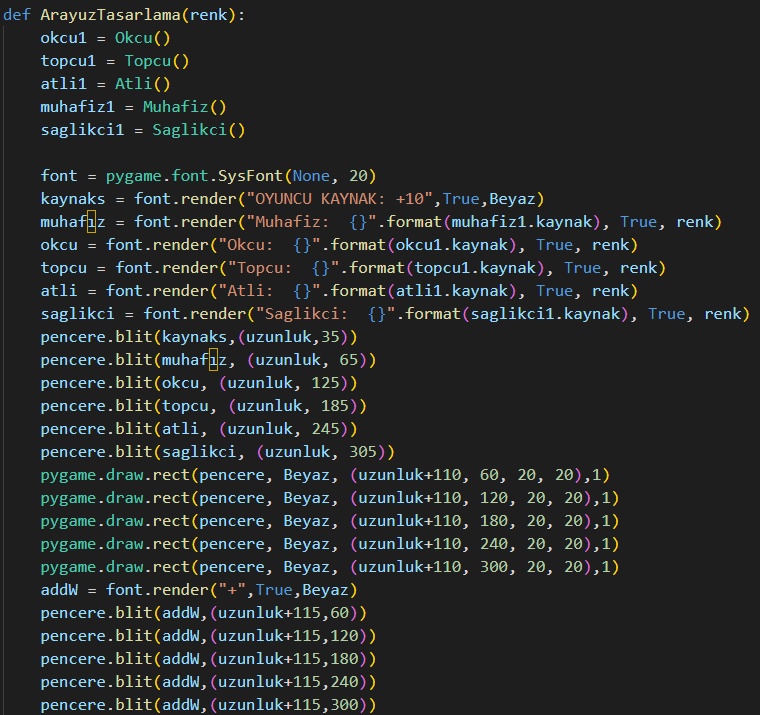 def ArayuzTasarlama(renk):
    okcu1 = Okcu()
    topcu1 = Topcu()
    atli1 = Atli()
    muhafiz1 = Muhafiz()
    saglikci1 = Saglikci()

    font = pygame.font.SysFont(None, 20)
    kaynaks = font.render("OYUNCU KAYNAK: +10",True,Beyaz)
    muhafız = font.render("Muhafiz:  {}".format(muhafiz1.kaynak), True, renk)
    okcu = font.render("Okcu:  {}".format(okcu1.kaynak), True, renk)
    topcu = font.render("Topcu:  {}".format(topcu1.kaynak), True, renk)
    atli = font.render("Atli:  {}".format(atli1.kaynak), True, renk)
    saglikci = font.render("Saglikci:  {}".format(saglikci1.kaynak), True, renk)
    pencere.blit(kaynaks,(uzunluk,35))
    pencere.blit(muhafız, (uzunluk, 65))
    pencere.blit(okcu, (uzunluk, 125))
    pencere.blit(topcu, (uzunluk, 185))
    pencere.blit(atli, (uzunluk, 245))
    pencere.blit(saglikci, (uzunluk, 305))
    pygame.draw.rect(pencere, Beyaz, (uzunluk+110, 60, 20, 20),1)
    pygame.draw.rect(pencere, Beyaz, (uzunluk+110, 120, 20, 20),1)
    pygame.draw.rect(pencere, Beyaz, (uzunluk+110, 180, 20, 20),1)
    pygame.draw.rect(pencere, Beyaz, (uzunluk+110, 240, 20, 20),1)
    pygame.draw.rect(pencere, Beyaz, (uzunluk+110, 300, 20, 20),1)
    addW = font.render("+",True,Beyaz)
    pencere.blit(addW,(uzunluk+115,60))
    pencere.blit(addW,(uzunluk+115,120))
    pencere.blit(addW,(uzunluk+115,180))
    pencere.blit(addW,(uzunluk+115,240))
    pencere.blit(addW,(uzunluk+115,300))